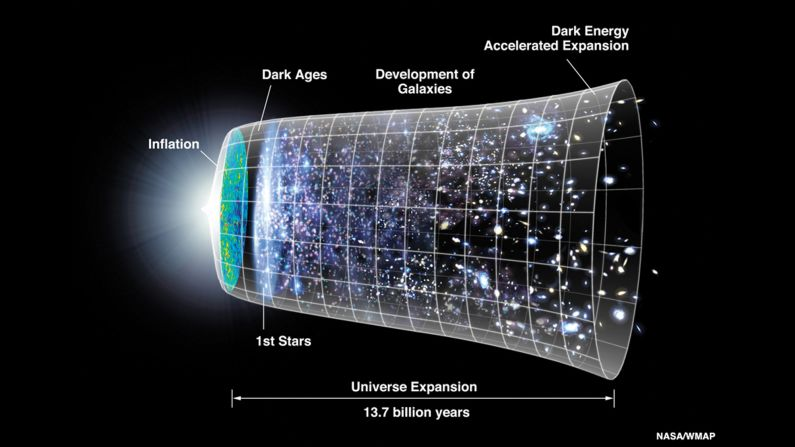 Dark Energy
Accelerated Expansion
Dark Ages
Development of
Galaxies
Inflation
1st Stars
Universe Expansion
13.7 billion years
NASA/WMAP